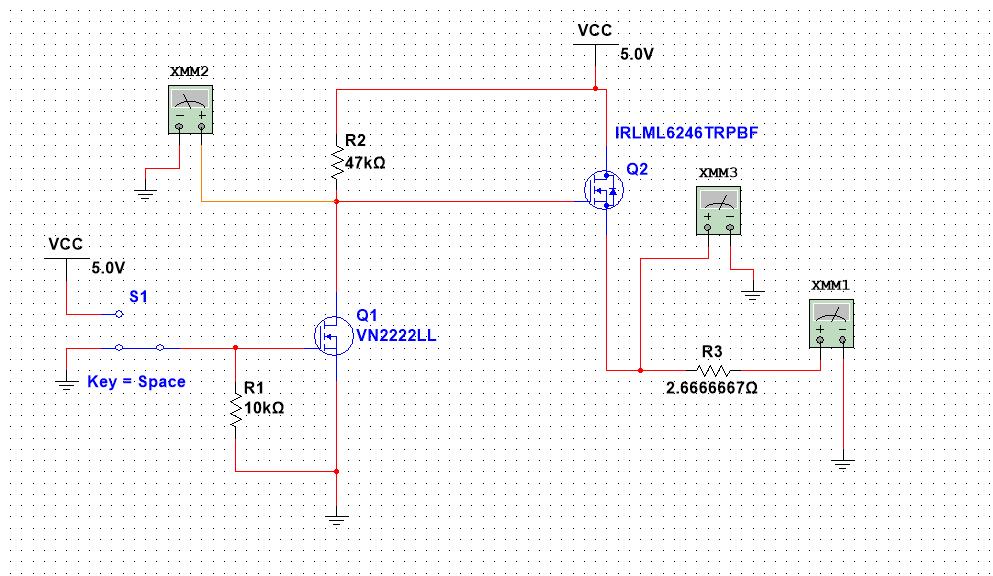 VCC
5.0V
XMM2
IRLML6246TRPBF
R2
47kΩ
Q2
XMM3
VCC
5.0V
S1
XMM1
Q1
VN2222LL
R3
Key = Space
2.6666667Ω
R1
10kΩ